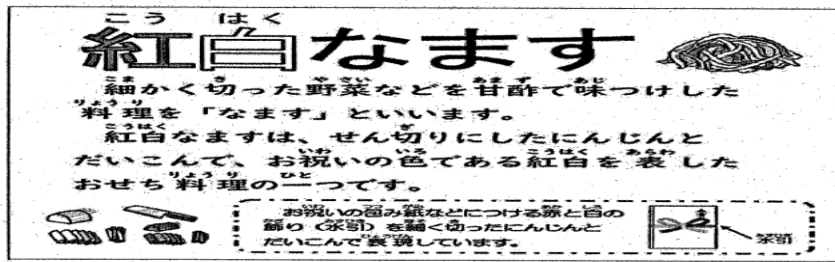 紅白なます
細かく切った野菜などを甘酢で味つけした
料理を「なます」といいます。
紅白なますは、せん切りにしたにんじんと
だいこんで、お祝いの色である紅白を表した
おせち料理の一つです。
お祝いの包み紙などにつける赤と白の
飾り（水引）を細く切ったにんじんと
だいこんで表現しています。
水引